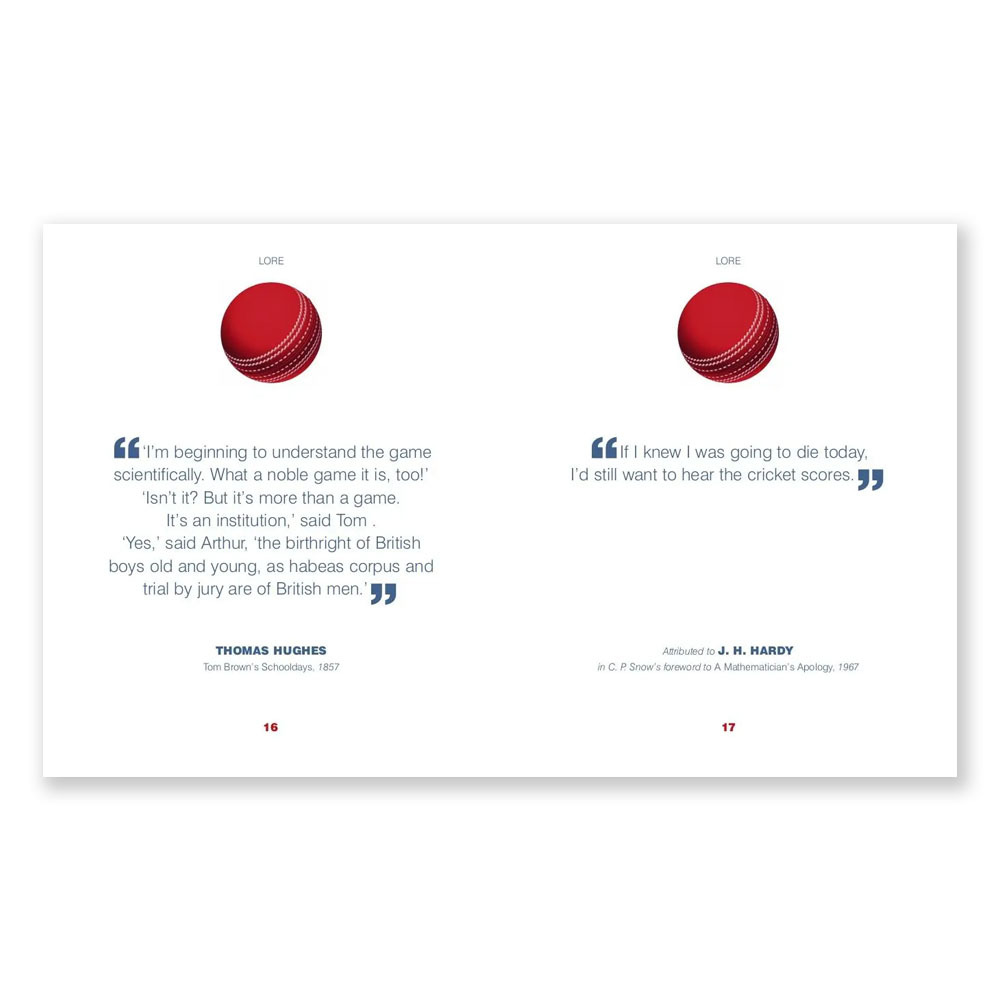 LORE
“‘I’m beginning to understand the game
scientifically. What a noble game it is, too!’
‘Isn’t it? But it’s more than a game.
It’s an institution,’ said Tom .
‘Yes,’ said Arthur, ‘the birthright of British
boys old and young, as habeas corpus and
trial by jury are of British men.’”
THOMAS HUGHES
Tom Brown’s Schooldays, 1857
16
LORE
“If I knew I was going to die today,
I’d still want to hear the cricket scores.”
Attributed to J. H. HARDY
in C. P. Snow’s foreword to A Mathematician’s Apology, 1967
17